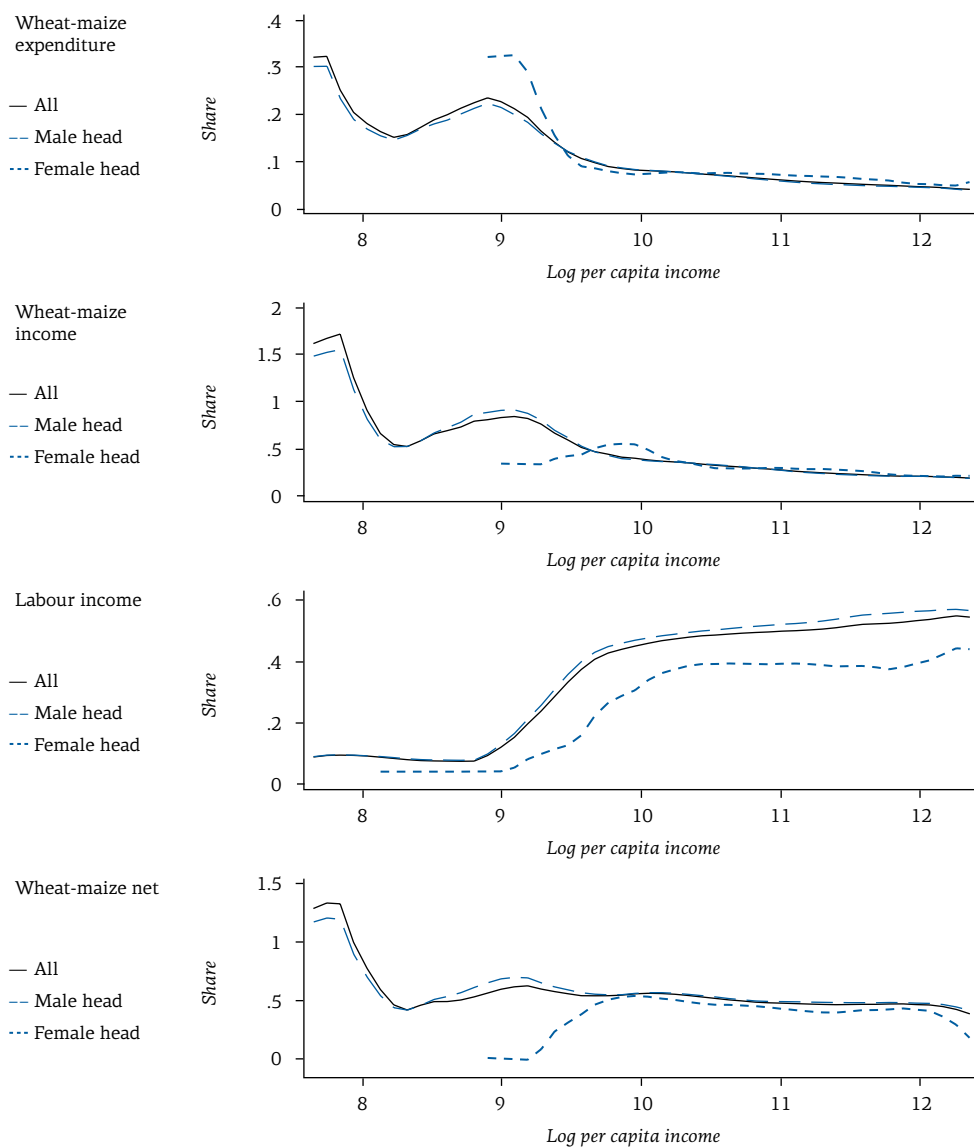 Wheat-maize
expenditure
— All
-- Male head
--- Female head
Share
.4
.3
.2
.1
0
8 9 10 11 12
Log per capita income
Wheat-maize
income
— All
-- Male head
--- Female head
Share
2
1.5
1
.5
0
8 9 10 11 12
Log per capita income
Labour income
— All
-- Male head
--- Female head
Share
.6
.4
.2
0
8 9 10 11 12
Log per capita income
Wheat-maize net
— All
-- Male head
--- Female head
Share
1.5
1
.5
0
8 9 10 11 12
Log per capita income